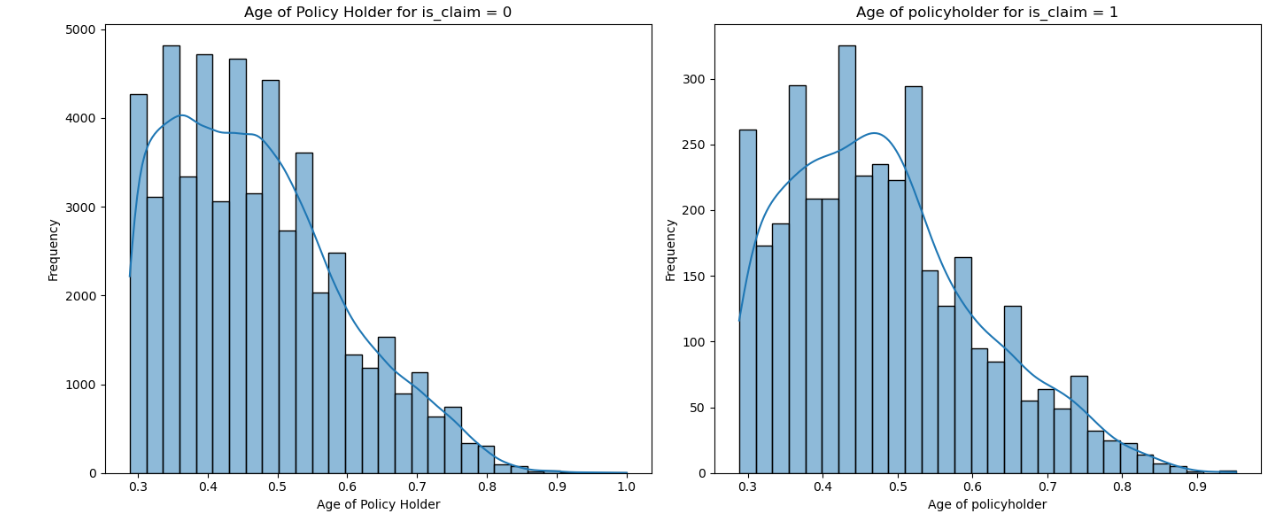 Age of Policy Holder for is_claim = 0
5000
4000
3000
2000
1000
0
Frequency
0.3 0.4 0.5 0.6 0.7 0.8 0.9 1.0
Age of Policy Holder
Age of policyholder for is_claim = 1
300
250
200
150
100
50
0
Frequency
0.3 0.4 0.5 0.6 0.7 0.8 0.9
Age of policyholder